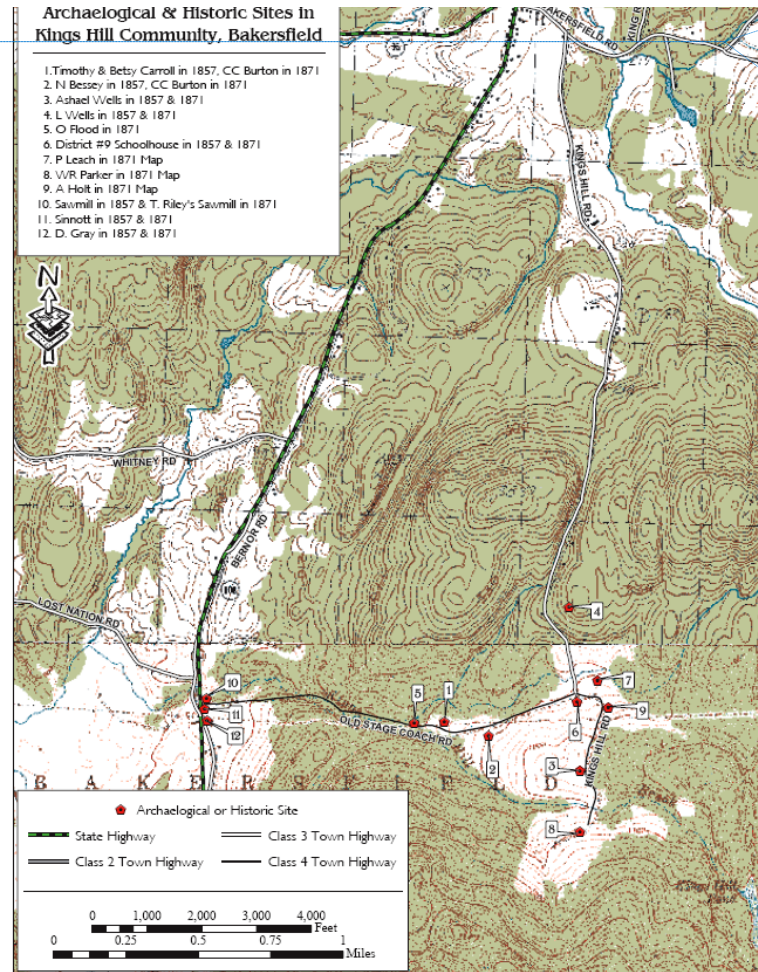 Archaelogical & Historic Sites in
Kings Hill Community, Bakersfield
1.Timothy & Betsy Carroll in 1857, CC Burton in 1871
2. N Bessey in 1857, CC Burton in 1871
3. Ashael Wells in 1857 & 1871
4. L Wells in 1857 & 1871
5. O Flood in 1871
6. District #9 Schoolhouse in 1857 & 1871
7. P Leach in 1871 Map
8. WR Parker in 1871 Map
9. A Holt in 1871 Map
10. Sawmill in 1857 & T. Riley's Sawmill in 1871
11. Sinnott in 1857 & 1871
12. D. Gray in 1857 & 1871
BAKERSFIELD RD
KING R
36
KINGS HILL RD
N
WHITNEY RD
BERNOR RD
108
LOST NATION RD
4
7
10
5
1
11
6
9
12
OLD STAGE COACH RD
2
3
KINGS HILL RD
BAKERSFIELD
8
Kings Hill
Pond
Archaelogical or Historic Site
State Highway
Class 3 Town Highway
Class 2 Town Highway
Class 4 Town Highway
0 1,000 2,000 3,000 4,000
Feet
0 0.25 0.5 0.75 1
Miles